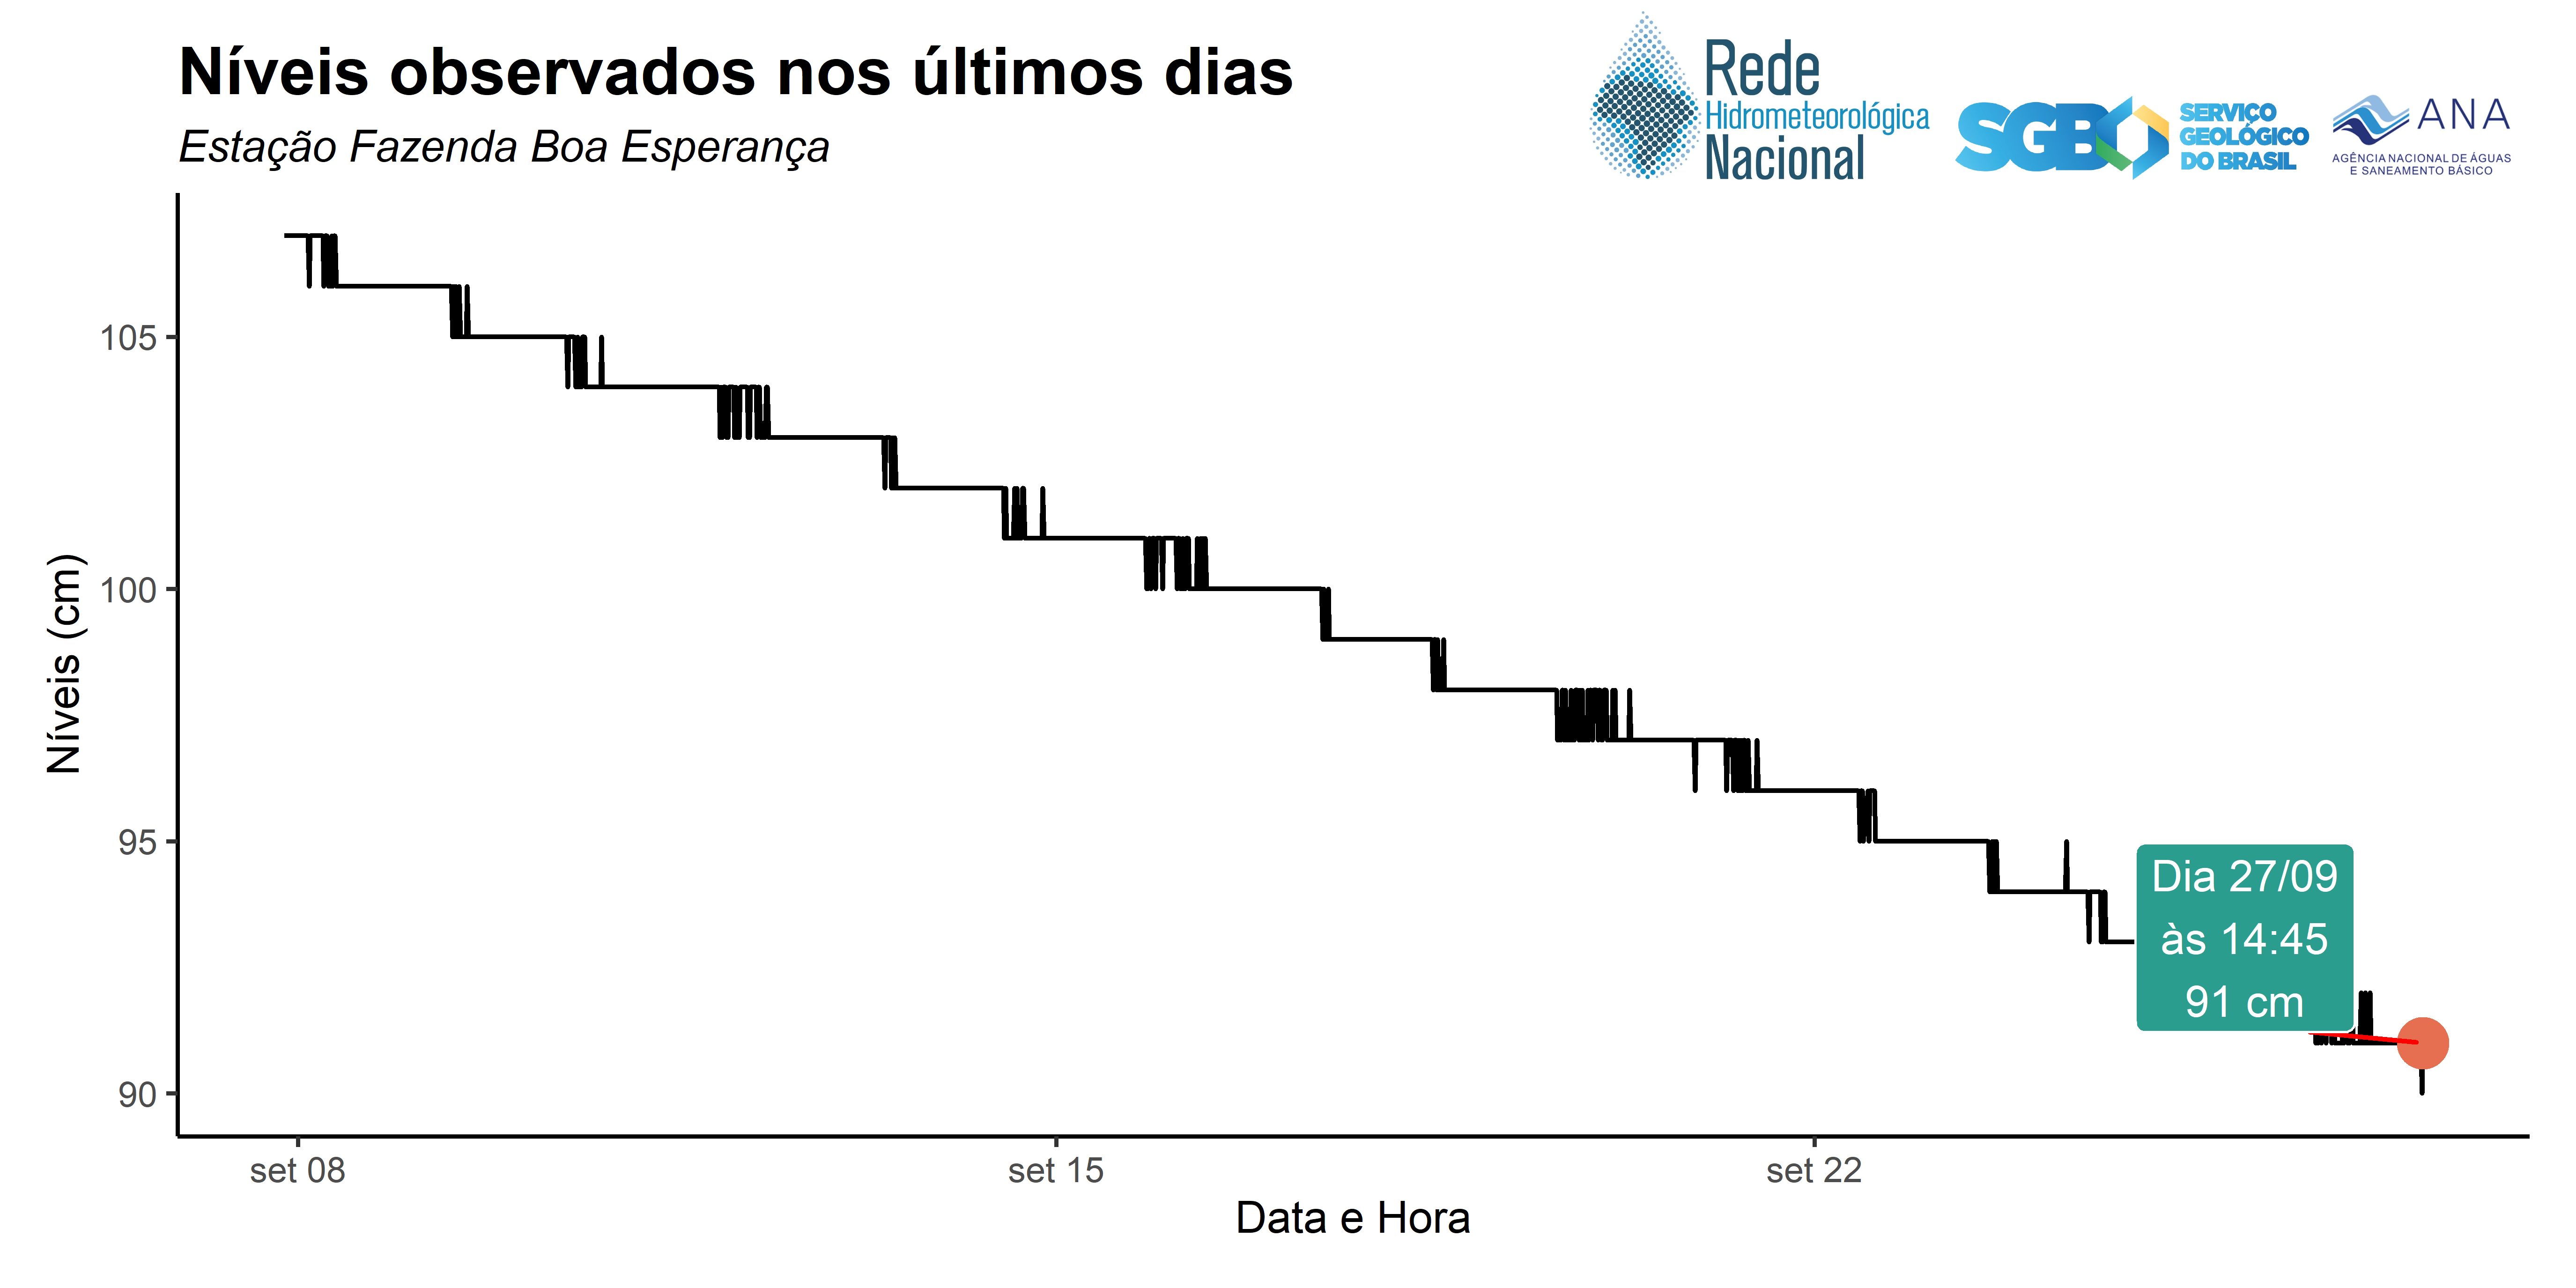 Níveis observados nos últimos dias
Estação Fazenda Boa Esperança
Rede
Hidrometeorológica
Nacional
SGB
SERVIÇO
GEOLÓGICO
DO BRASIL
ANA
AGÊNCIA NACIONAL DE ÁGUAS
E SANEAMENTO BÁSICO
Níveis (cm)
105
100
95
90
Dia 27/09
às 14:45
91 cm
set 08
set 15
set 22
Data e Hora